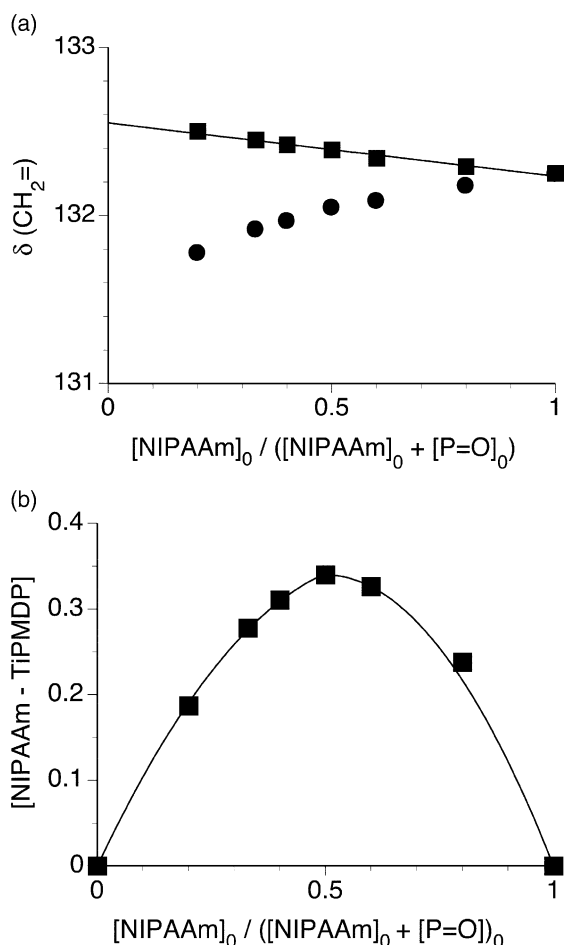 (a)
133
132
131
δ (CH₂=)
0
0.5
1
[NIPAAm]₀ / ([NIPAAm]₀ + [P=O]₀)
(b)
0.4
0.3
0.2
0.1
0
[NIPAAm - TiPMDP]
0
0.5
1
[NIPAAm]₀ / ([NIPAAm]₀ + [P=O])₀